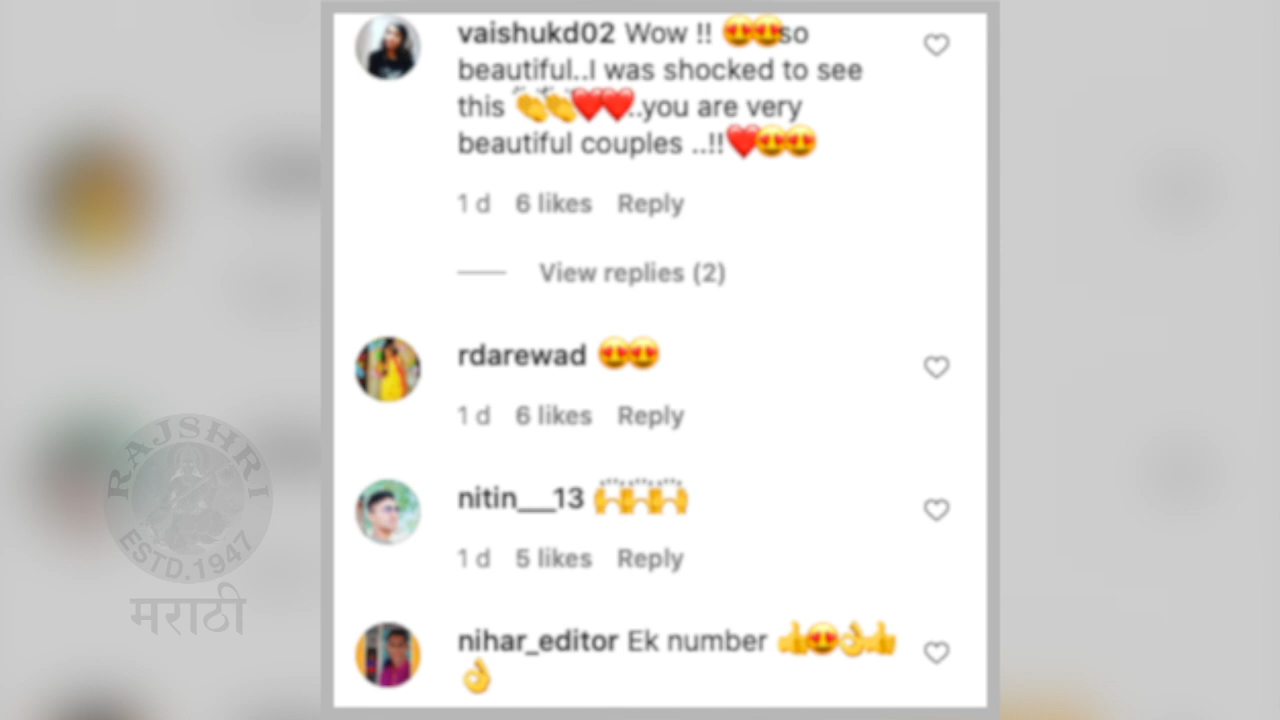 vaishukd02 Wow !! 😍😍so
beautiful..I was shocked to see
this 👏👏❤️❤️..you are very
beautiful couples ..!!❤️😍😍
1 d 6 likes Reply
View replies (2)
rdarewad 😍😍
1 d 6 likes Reply
nitin___13 🙌🙌🙌
1 d 5 likes Reply
nihar_editor Ek number 👍😍👌👍
👌
RAJSHRI
ESTD.1947
मराठी